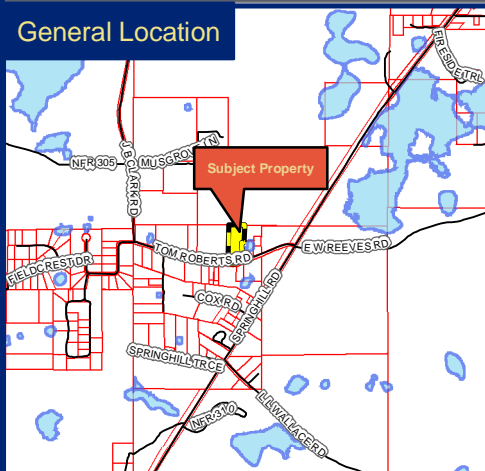 General Location
FIRESIDE TRL
NFR 305
MUSGROVE LN
J B CLARK RD
Subject Property
TOM ROBERTS RD
E W REEVES RD
FIELDCREST DR
COX RD
SPRINGHILL RD
SPRINGHILL TRCE
NFR 310
L L WALLACE RD